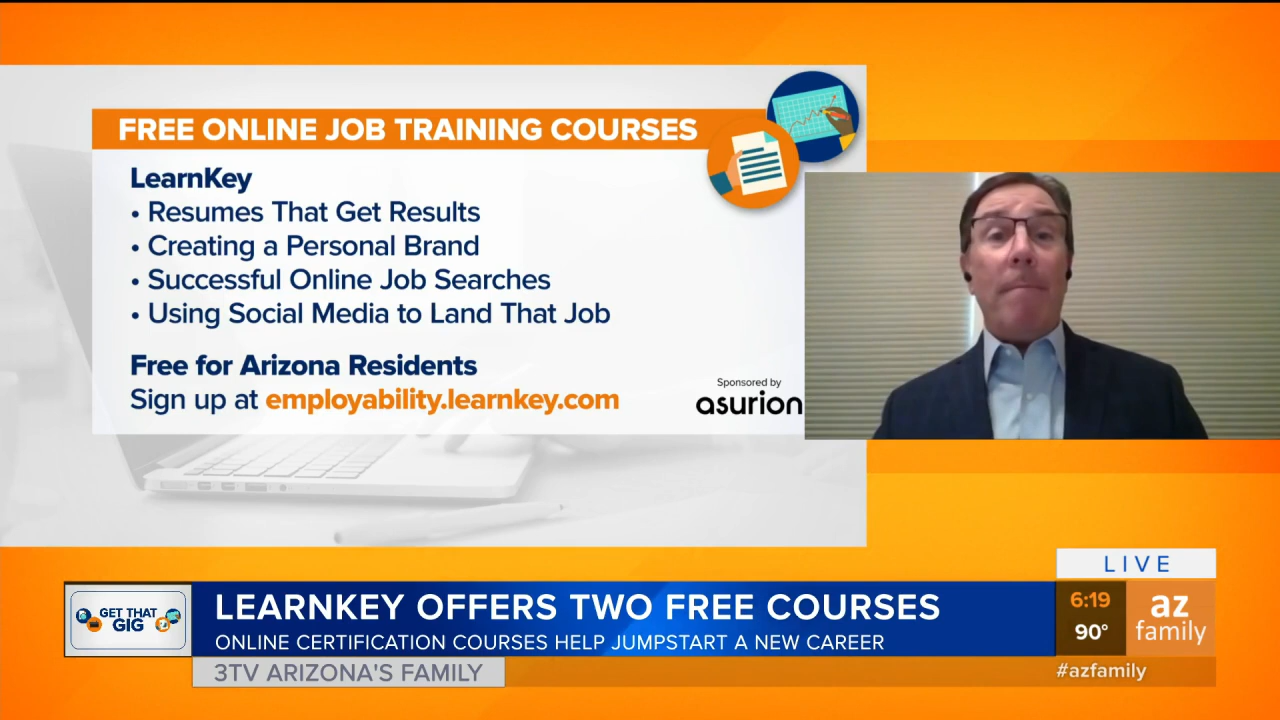 FREE ONLINE JOB TRAINING COURSES
LearnKey
• Resumes That Get Results
• Creating a Personal Brand
• Successful Online Job Searches
• Using Social Media to Land That Job
Free for Arizona Residents
Sign up at employability.learnkey.com
Sponsored by
asurion
LIVE
GET THAT
GIG
LEARNKEY OFFERS TWO FREE COURSES
ONLINE CERTIFICATION COURSES HELP JUMPSTART A NEW CAREER
6:19
90°
az
family
3TV ARIZONA'S FAMILY
#azfamily